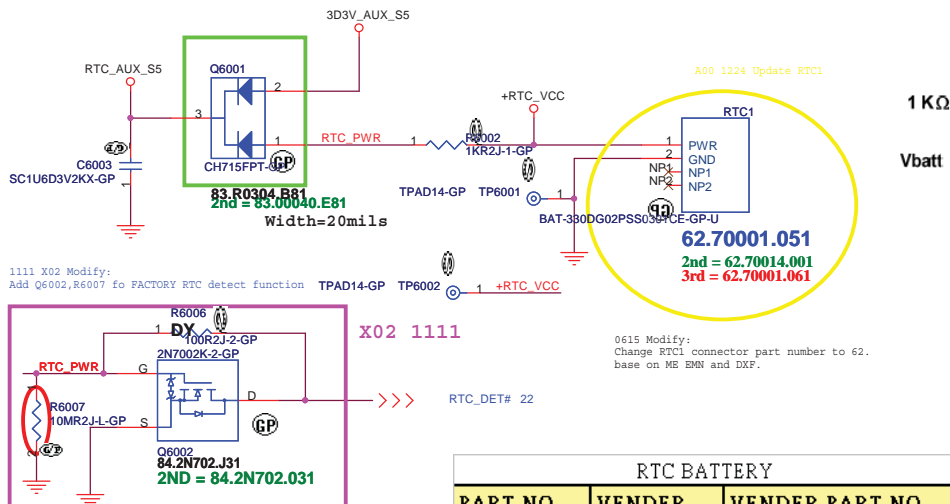 3D3V_AUX_S5
RTC_AUX_S5
Q6001
2
3
1
CH715FPT-GP
GP
83.R0304.B81
2nd = 83.00040.E81
Width=20mils
C6003
SC1U6D3V2KX-GP
1
RTC_PWR
1
R6002
1KR2J-1-GP
+RTC_VCC
A00 1224 Update RTC1
RTC1
1 PWR
2 GND
NP1 NP1
NP2 NP2
TPAD14-GP TP6001 1
BAT-330DG02PSS0301CE-GP-U
62.70001.051
2nd = 62.70014.001
3rd = 62.70001.061
1 KΩ
Vbatt
1111 X02 Modify:
Add Q6002,R6007 fo FACTORY RTC detect function
TPAD14-GP TP6002 1 +RTC_VCC
X02 1111
R6006
1 DY
100R2J-2-GP
2N7002K-2-GP
RTC_PWR
G
D
S
R6007
10MR2J-L-GP
GP
Q6002
84.2N702.J31
2ND = 84.2N702.031
RTC_DET# 22
0615 Modify:
Change RTC1 connector part number to 62.
base on ME EMN and DXF.
RTC BATTERY
PART NO VENDER VENDER PART NO